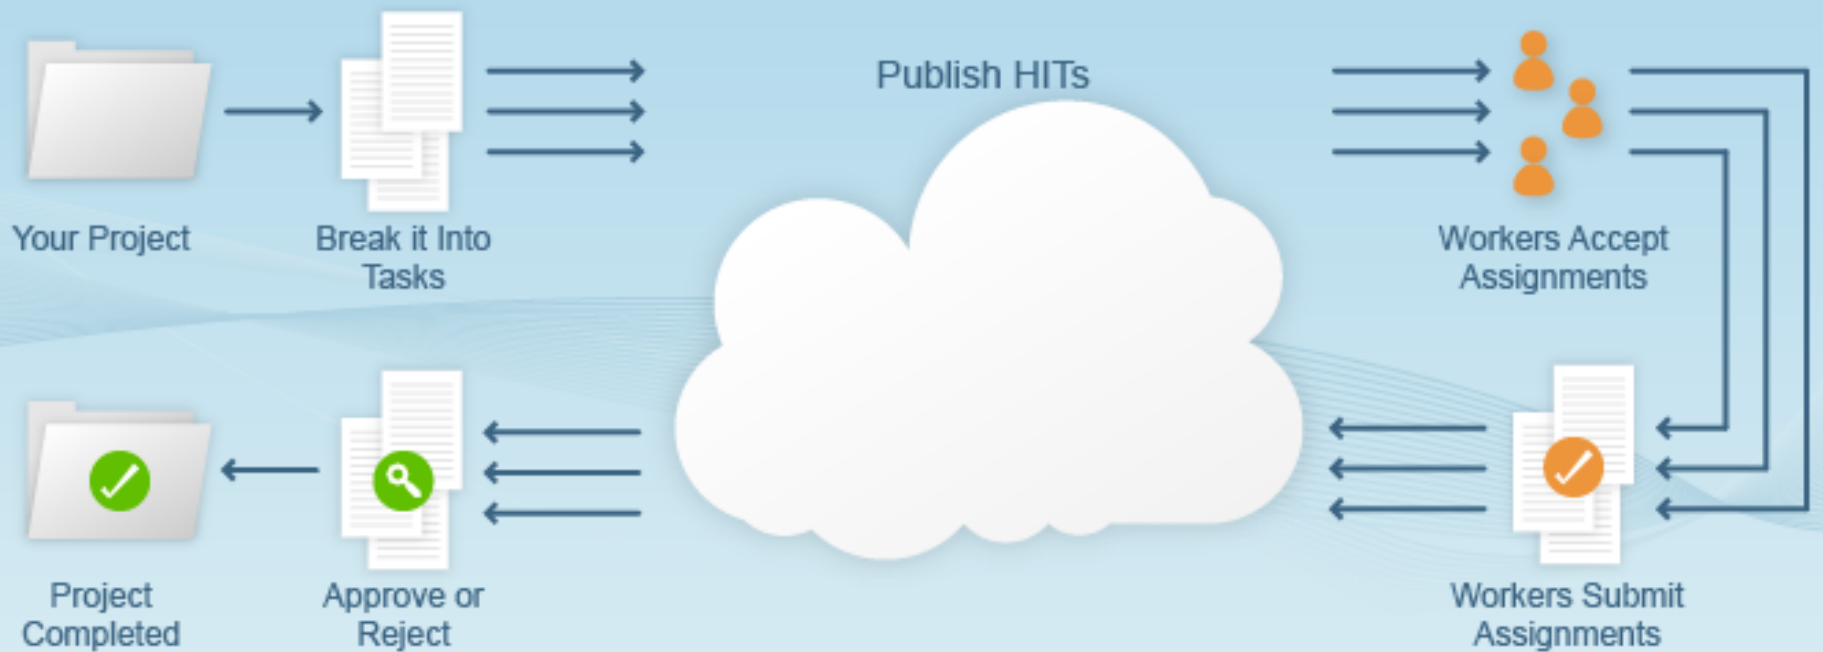 Publish HITs
Your Project
Break it Into
Tasks
Workers Accept
Assignments
Project
Completed
Approve or
Reject
Workers Submit
Assignments